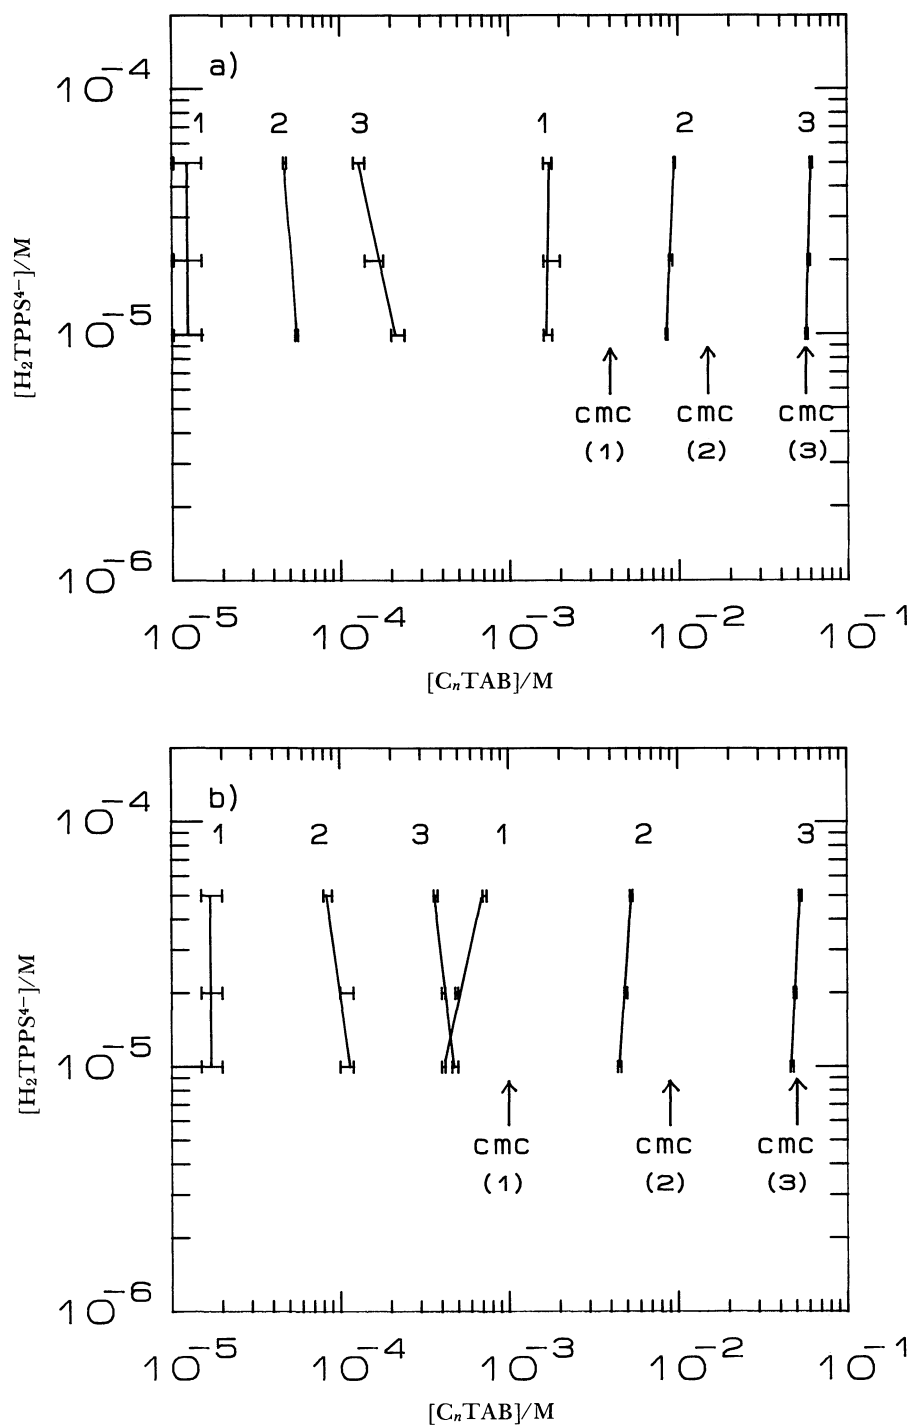 a)
10⁻⁴
1 2 3 1 2 3
[H₂TPPS⁴⁻]/M
10⁻⁵
cmc cmc cmc
(1) (2) (3)
10⁻⁶
10⁻⁵ 10⁻⁴ 10⁻³ 10⁻² 10⁻¹
[CₙTAB]/M
b)
10⁻⁴
1 2 3 1 2 3
[H₂TPPS⁴⁻]/M
10⁻⁵
cmc cmc cmc
(1) (2) (3)
10⁻⁶
10⁻⁵ 10⁻⁴ 10⁻³ 10⁻² 10⁻¹
[CₙTAB]/M